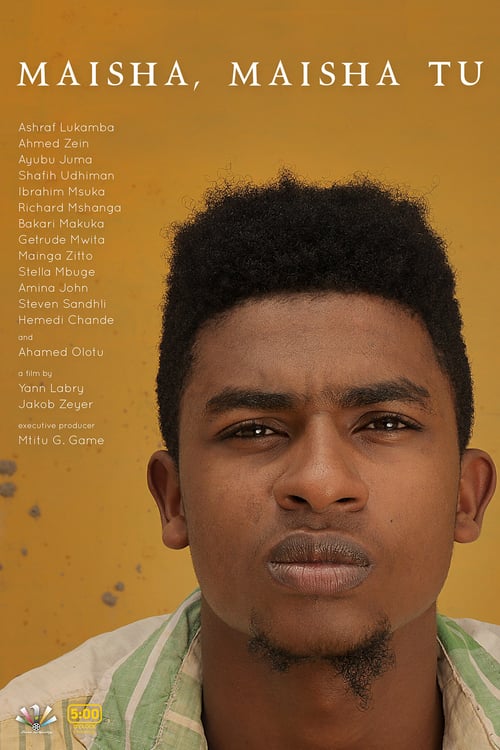 MAISHA, MAISHA TU
Ashraf Lukamba
Ahmed Zein
Ayubu Juma
Shafih Udhiman
Ibrahim Msuka
Richard Mshanga
Bakari Makuka
Getrude Mwita
Mainga Zitto
Stella Mbuge
Amina John
Steven Sandhli
Hemedi Chande
and
Ahamed Olotu
a film by
Yann Labry
Jakob Zeyer
executive producer
Mtitu G. Game
5:00